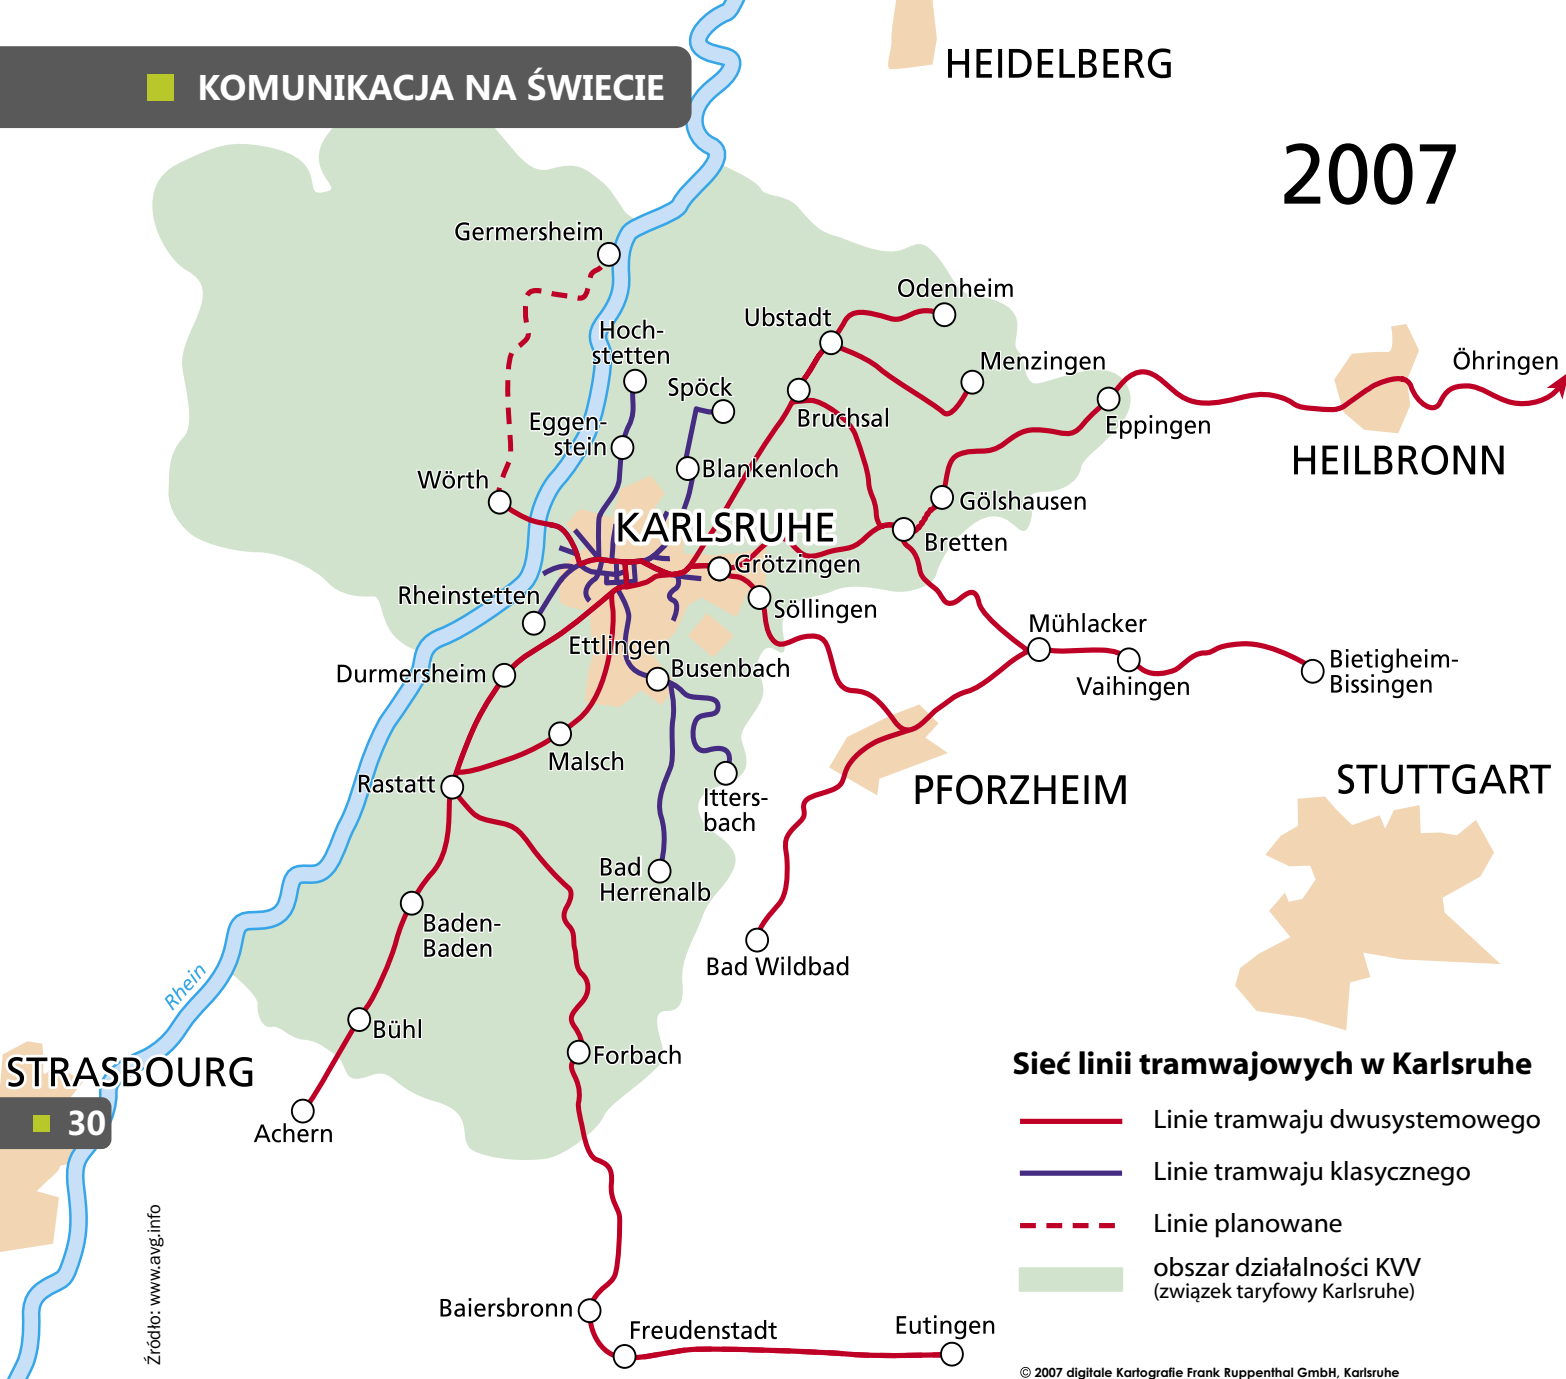 KOMUNIKACJA NA ŚWIECIE
HEIDELBERG
2007
Germersheim
Odenheim
Ubstadt
Hoch-
stetten
Menzingen
Öhringen
Spöck
Bruchsal
Eppingen
Eggen-
stein
HEILBRONN
Blankenloch
Wörth
Gölshausen
KARLSRUHE
Bretten
Grötzingen
Rheinstetten
Söllingen
Mühlacker
Ettlingen
Busenbach
Durmersheim
Bietigheim-
Bissingen
Vaihingen
Malsch
STUTTGART
Rastatt
PFORZHEIM
Itters-
bach
Bad
Herrenalb
Baden-
Baden
Bad Wildbad
Rhein
Bühl
Forbach
STRASBOURG
30
Achern
Sieć linii tramwajowych w Karlsruhe
Linie tramwaju dwusystemowego
Linie tramwaju klasycznego
Linie planowane
obszar działalności KVV
(związek taryfowy Karlsruhe)
Źródło: www.avg.info
Baiersbronn
Freudenstadt
Eutingen
© 2007 digitale Kartografie Frank Ruppenthal GmbH, Karlsruhe